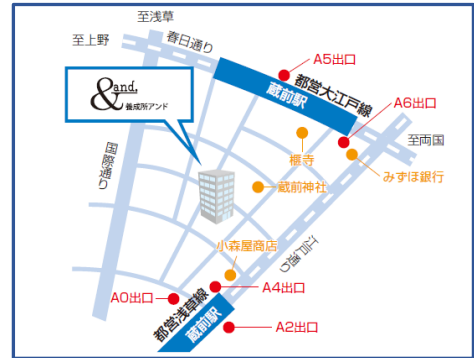 至浅草
至上野
春日通り
A5出口
都営大江戸線
蔵前駅
A6出口
and.
&
養成所アンド
至両国
国際通り
榧寺
みずほ銀行
蔵前神社
江戸通り
小森屋商店
A0出口
都営浅草線
A4出口
蔵前駅
A2出口